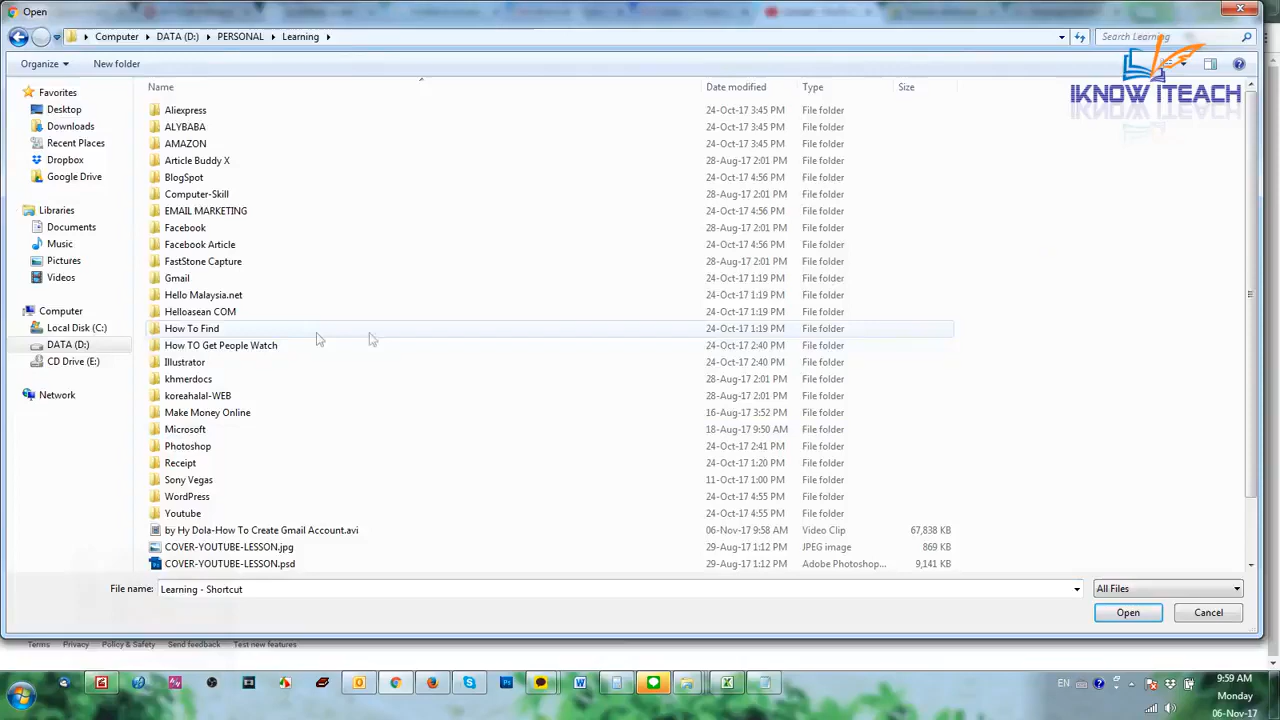 Open
Computer DATA (D:) PERSONAL Learning
Search Learning
Organize New folder
IKNOW ITEACH
Name Date modified Type Size
Favorites
Desktop
Downloads
Recent Places
Dropbox
Google Drive
Libraries
Documents
Music
Pictures
Videos
Computer
Local Disk (C:)
DATA (D:)
CD Drive (E:)
Network
Aliexpress 24-Oct-17 3:45 PM File folder
ALYBABA 24-Oct-17 3:45 PM File folder
AMAZON 24-Oct-17 3:45 PM File folder
Article Buddy X 28-Aug-17 2:01 PM File folder
BlogSpot 24-Oct-17 4:56 PM File folder
Computer-Skill 28-Aug-17 2:01 PM File folder
EMAIL MARKETING 24-Oct-17 4:56 PM File folder
Facebook 28-Aug-17 2:01 PM File folder
Facebook Article 24-Oct-17 4:56 PM File folder
FastStone Capture 28-Aug-17 2:01 PM File folder
Gmail 24-Oct-17 1:19 PM File folder
Hello Malaysia.net 24-Oct-17 1:19 PM File folder
Helloasean COM 24-Oct-17 1:19 PM File folder
How To Find 24-Oct-17 1:19 PM File folder
How TO Get People Watch 24-Oct-17 2:40 PM File folder
Illustrator 24-Oct-17 2:40 PM File folder
khmerdocs 28-Aug-17 2:01 PM File folder
koreahalal-WEB 28-Aug-17 2:01 PM File folder
Make Money Online 16-Aug-17 3:52 PM File folder
Microsoft 18-Aug-17 9:50 AM File folder
Photoshop 24-Oct-17 2:41 PM File folder
Receipt 24-Oct-17 1:20 PM File folder
Sony Vegas 11-Oct-17 1:00 PM File folder
WordPress 24-Oct-17 4:55 PM File folder
Youtube 24-Oct-17 4:55 PM File folder
by Hy Dola-How To Create Gmail Account.avi 06-Nov-17 9:58 AM Video Clip 67,838 KB
COVER-YOUTUBE-LESSON.jpg 29-Aug-17 1:12 PM JPEG image 869 KB
COVER-YOUTUBE-LESSON.psd 29-Aug-17 1:12 PM Adobe Photoshop... 9,141 KB
File name: Learning - Shortcut All Files
Open Cancel
Terms Privacy Policy & Safety Send feedback Test new features
EN 9:59 AM
Monday
06-Nov-17